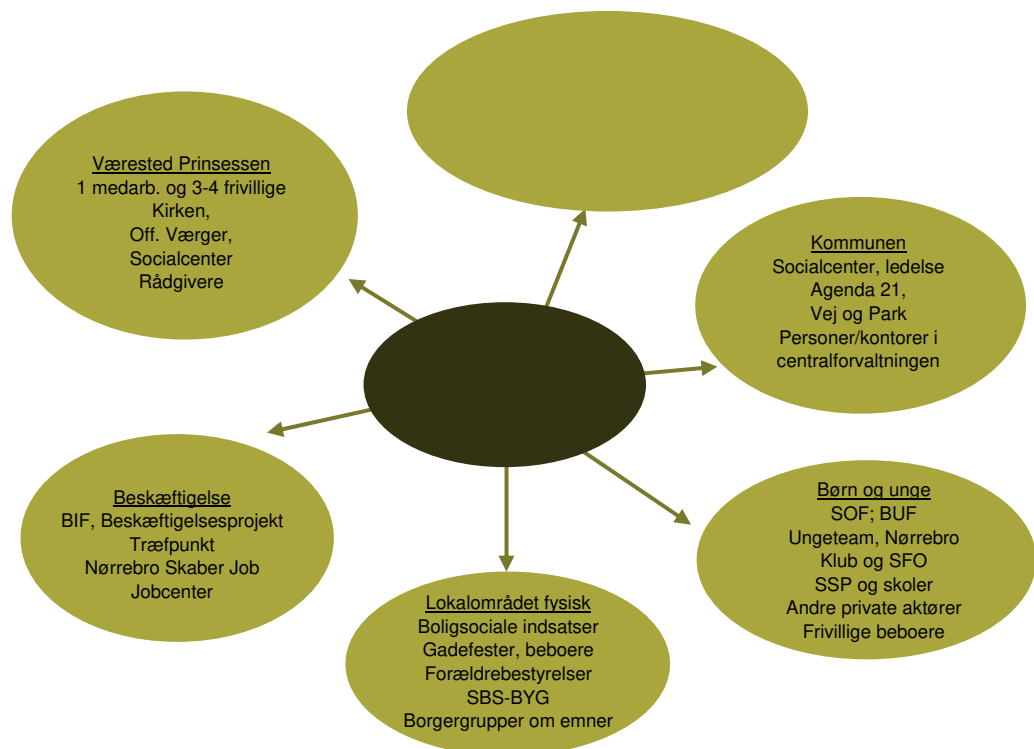 Værested Prinsessen
1 medarb. og 3-4 frivillige
Kirken,
Off. Værger,
Socialcenter
Rådgivere
Kommunen
Socialcenter, ledelse
Agenda 21,
Vej og Park
Personer/kontorer i
centralforvaltningen
Beskæftigelse
BIF, Beskæftigelsesprojekt
Træfpunkt
Nørrebro Skaber Job
Jobcenter
Lokalområdet fysisk
Boligsociale indsatser
Gadefester, beboere
Forældrebestyrelser
SBS-BYG
Borgergrupper om emner
Børn og unge
SOF; BUF
Ungeteam, Nørrebro
Klub og SFO
SSP og skoler
Andre private aktører
Frivillige beboere